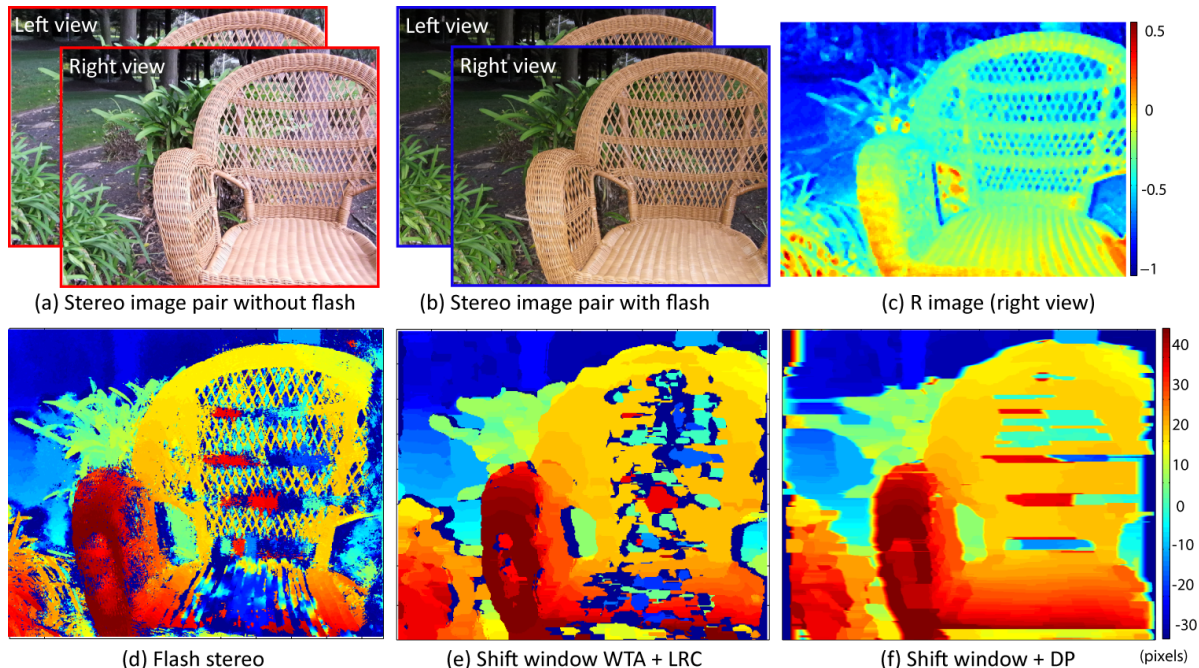 Left view
Right view
Left view
Right view
0.5
0
−0.5
−1
(a) Stereo image pair without flash
(b) Stereo image pair with flash
(c) R image (right view)
40
30
20
10
0
-10
-20
-30
(d) Flash stereo
(e) Shift window WTA + LRC
(f) Shift window + DP
(pixels)